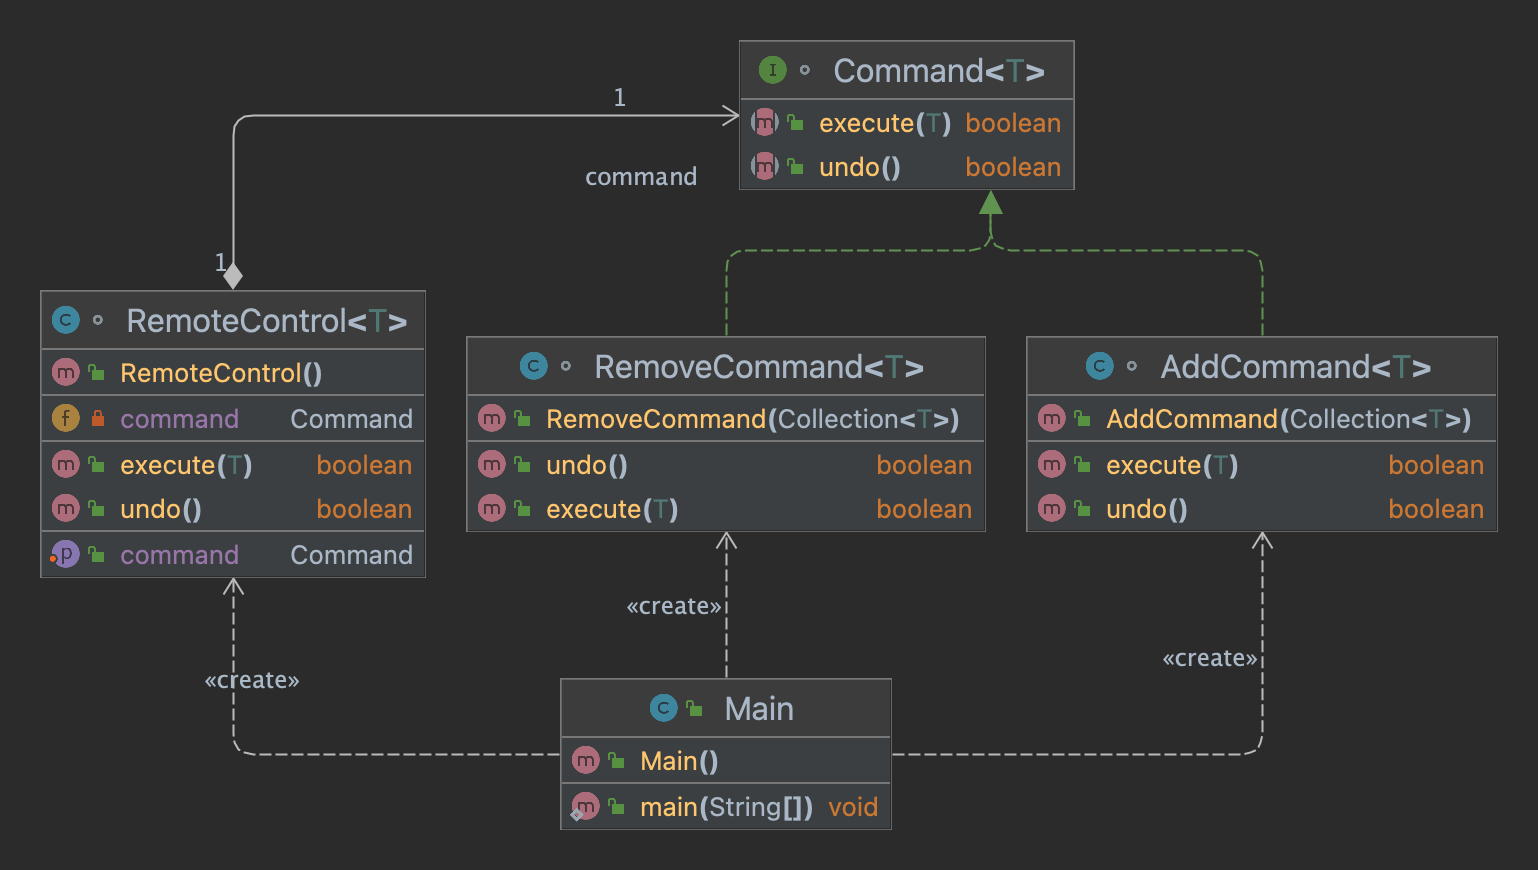 Command<T>
execute(T) boolean
undo() boolean
1
command
1
RemoteControl<T>
RemoteControl()
command Command
execute(T) boolean
undo() boolean
command Command
RemoveCommand<T>
RemoveCommand(Collection<T>)
undo() boolean
execute(T) boolean
AddCommand<T>
AddCommand(Collection<T>)
execute(T) boolean
undo() boolean
«create»
«create»
«create»
Main
Main()
main(String[]) void